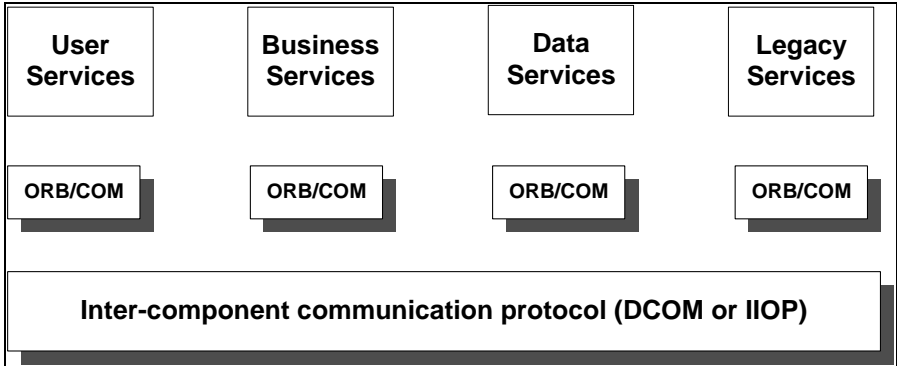 User
Services
Business
Services
Data
Services
Legacy
Services
ORB/COM
ORB/COM
ORB/COM
ORB/COM
Inter-component communication protocol (DCOM or IIOP)